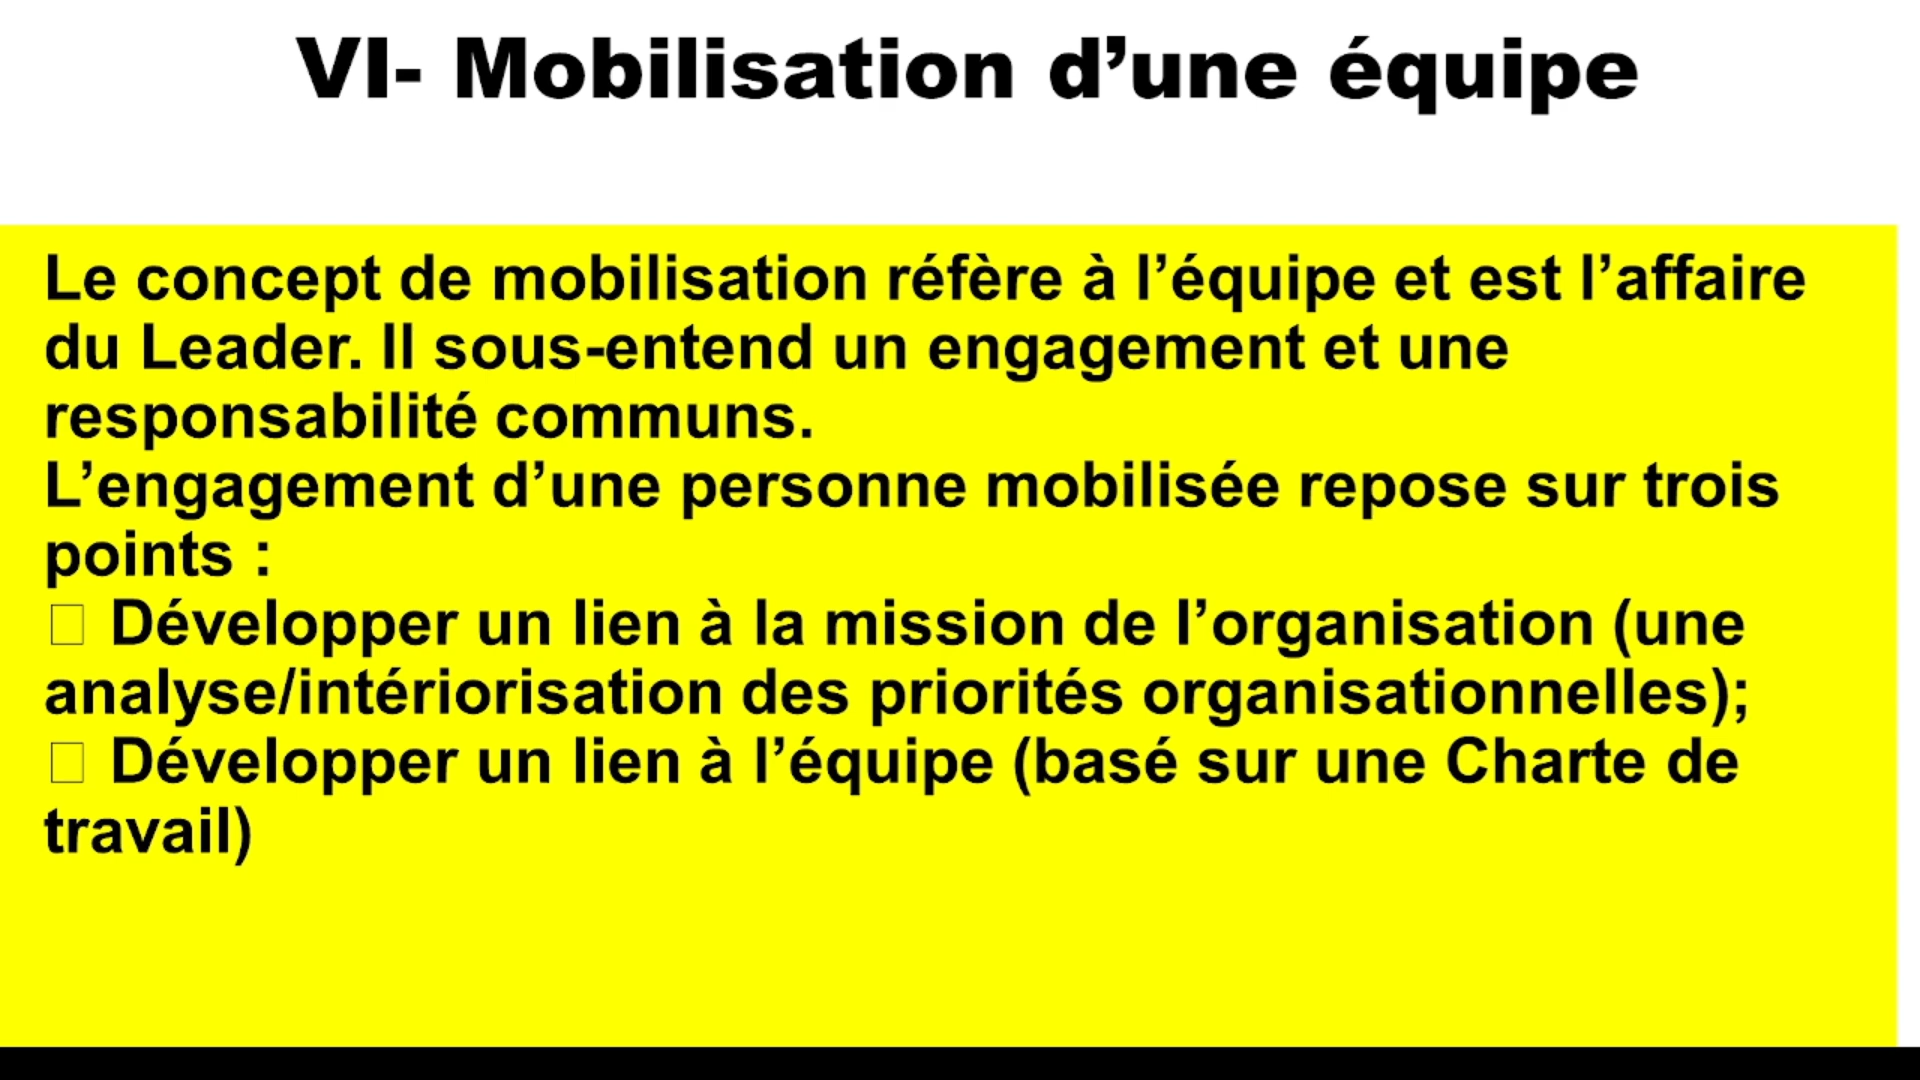 VI- Mobilisation d’une équipe
Le concept de mobilisation réfère à l’équipe et est l’affaire
du Leader. Il sous-entend un engagement et une
responsabilité communs.
L’engagement d’une personne mobilisée repose sur trois
points :
Développer un lien à la mission de l’organisation (une
analyse/intériorisation des priorités organisationnelles);
Développer un lien à l’équipe (basé sur une Charte de
travail)